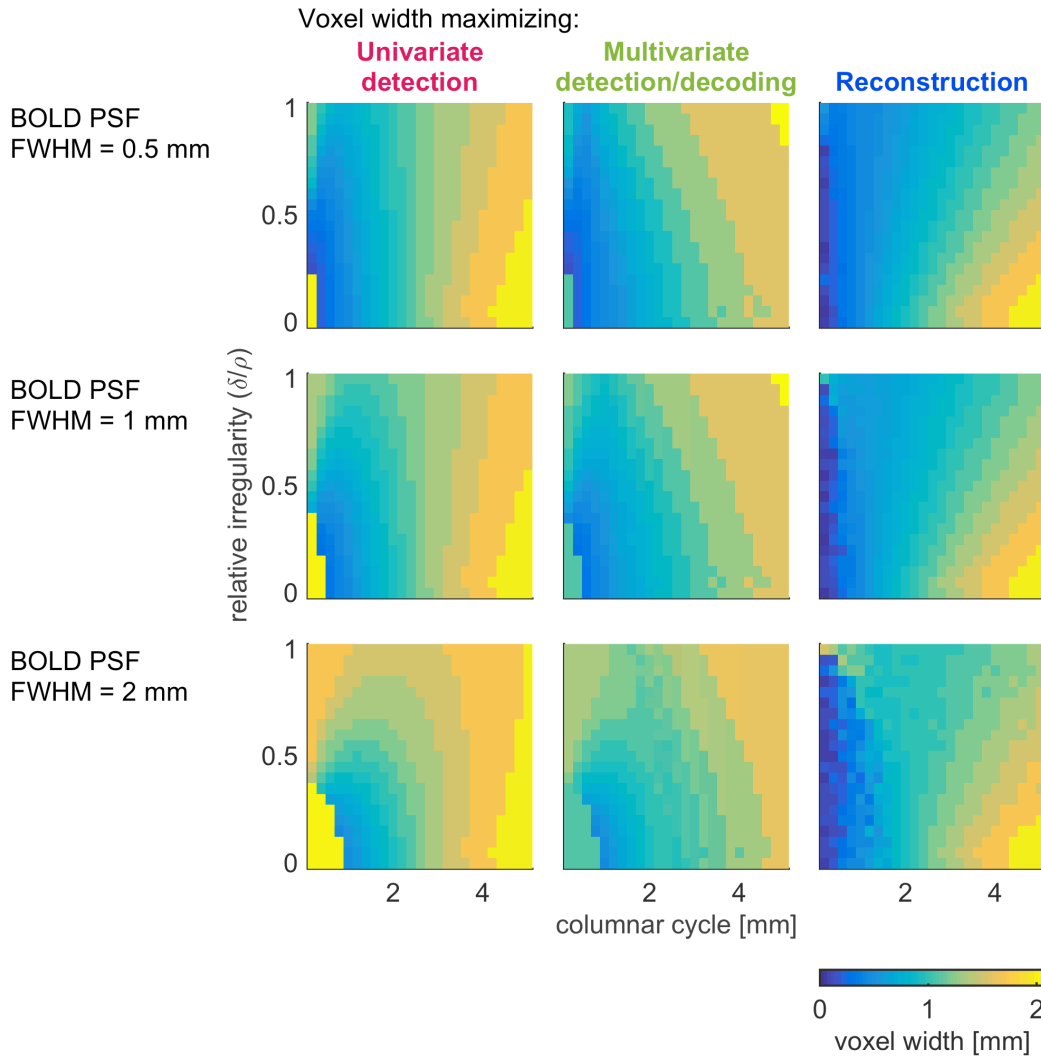 Voxel width maximizing:
Univariate
detection
Multivariate
detection/decoding
Reconstruction
BOLD PSF
FWHM = 0.5 mm
1
0.5
0
BOLD PSF
FWHM = 1 mm
1
0.5
0
relative irregularity (δ/ρ)
BOLD PSF
FWHM = 2 mm
1
0.5
0
2 4
2 4
2 4
columnar cycle [mm]
0 1 2
voxel width [mm]